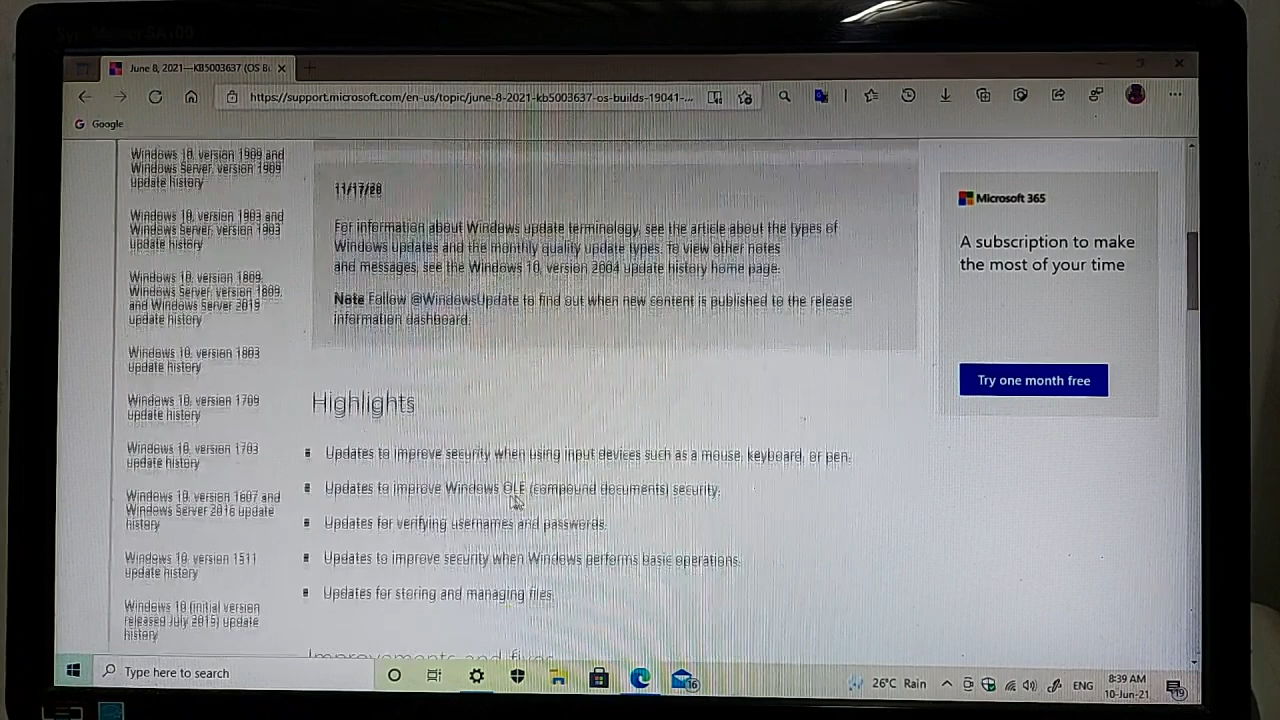 June 8, 2021—KB5003637 (OS B
https://support.microsoft.com/en-us/topic/june-8-2021-kb5003637-os-builds-19041-...
Google
Windows 10, version 1909 and
Windows Server, version 1909
update history
Windows 10, version 1903 and
Windows Server, version 1903
update history
Windows 10, version 1809,
Windows Server, version 1809,
and Windows Server 2019
update history
Windows 10, version 1803
update history
Windows 10, version 1709
update history
Windows 10, version 1703
update history
Windows 10, version 1607 and
Windows Server 2016 update
history
Windows 10, version 1511
update history
Windows 10 (initial version
released July 2015) update
history
11/17/20
For information about Windows update terminology, see the article about the types of
Windows updates and the monthly quality update types. To view other notes
and messages, see the Windows 10, version 2004 update history home page.
Note Follow @WindowsUpdate to find out when new content is published to the release
information dashboard.
Highlights
Updates to improve security when using input devices such as a mouse, keyboard, or pen.
Updates to improve Windows OLE (compound documents) security.
Updates for verifying usernames and passwords.
Updates to improve security when Windows performs basic operations.
Updates for storing and managing files.
Improvements and fixes
Microsoft 365
A subscription to make
the most of your time
Try one month free
Type here to search
16
26°C Rain
ENG
8:39 AM
10-Jun-21
19